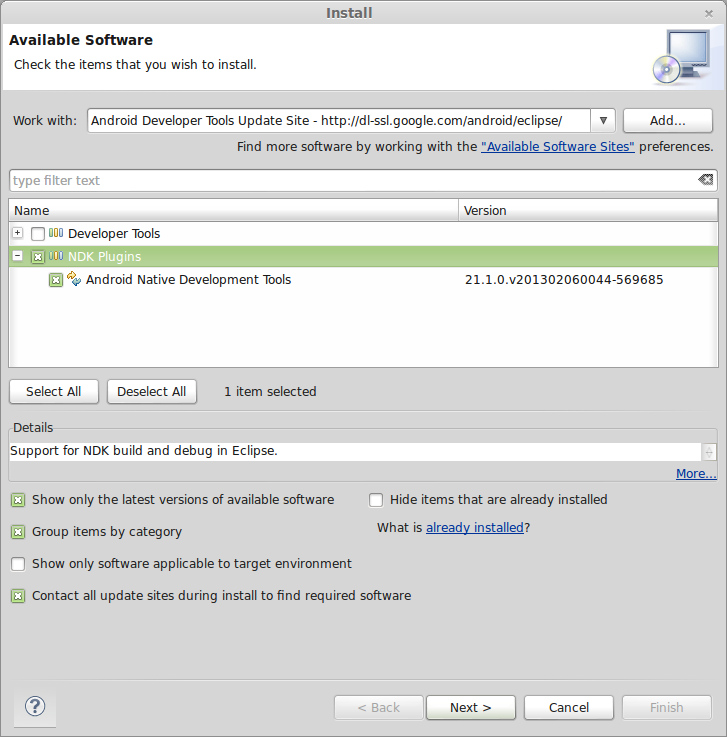 Install
Available Software
Check the items that you wish to install.
Work with: Android Developer Tools Update Site - http://dl-ssl.google.com/android/eclipse/ Add...
Find more software by working with the "Available Software Sites" preferences.
type filter text
Name Version
Developer Tools
NDK Plugins
Android Native Development Tools 21.1.0.v201302060044-569685
Select All Deselect All 1 item selected
Details
Support for NDK build and debug in Eclipse.
More...
Show only the latest versions of available software Hide items that are already installed
Group items by category What is already installed?
Show only software applicable to target environment
Contact all update sites during install to find required software
? < Back Next > Cancel Finish